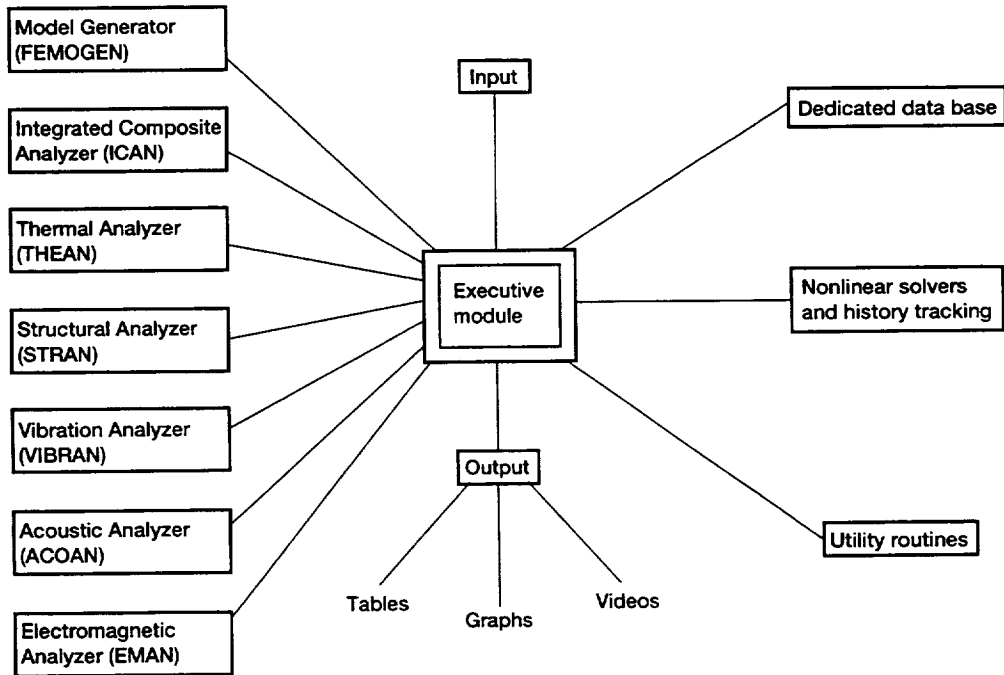 Model Generator
(FEMOGEN)
Integrated Composite
Analyzer (ICAN)
Thermal Analyzer
(THEAN)
Structural Analyzer
(STRAN)
Vibration Analyzer
(VIBRAN)
Acoustic Analyzer
(ACOAN)
Electromagnetic
Analyzer (EMAN)
Input
Executive
module
Output
Tables
Graphs
Videos
Dedicated data base
Nonlinear solvers
and history tracking
Utility routines